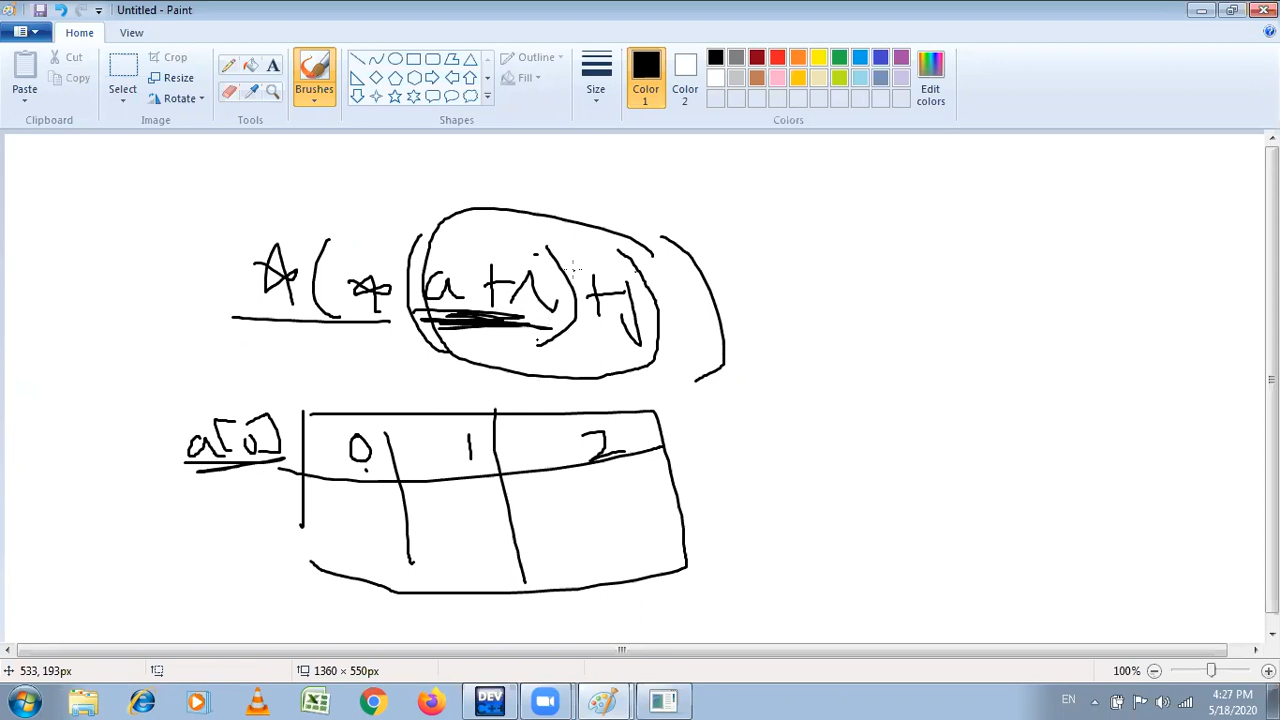 Untitled - Paint
Home View
Paste
Cut
Copy
Select
Crop
Resize
Rotate
Brushes
Outline
Fill
Size
Color 1
Color 2
Edit colors
Clipboard Image Tools Shapes Colors
*(*(a+i)+j)
a[0] 0 1 2
533, 193px 1360 × 550px 100%
DEV
EN 4:27 PM
5/18/2020